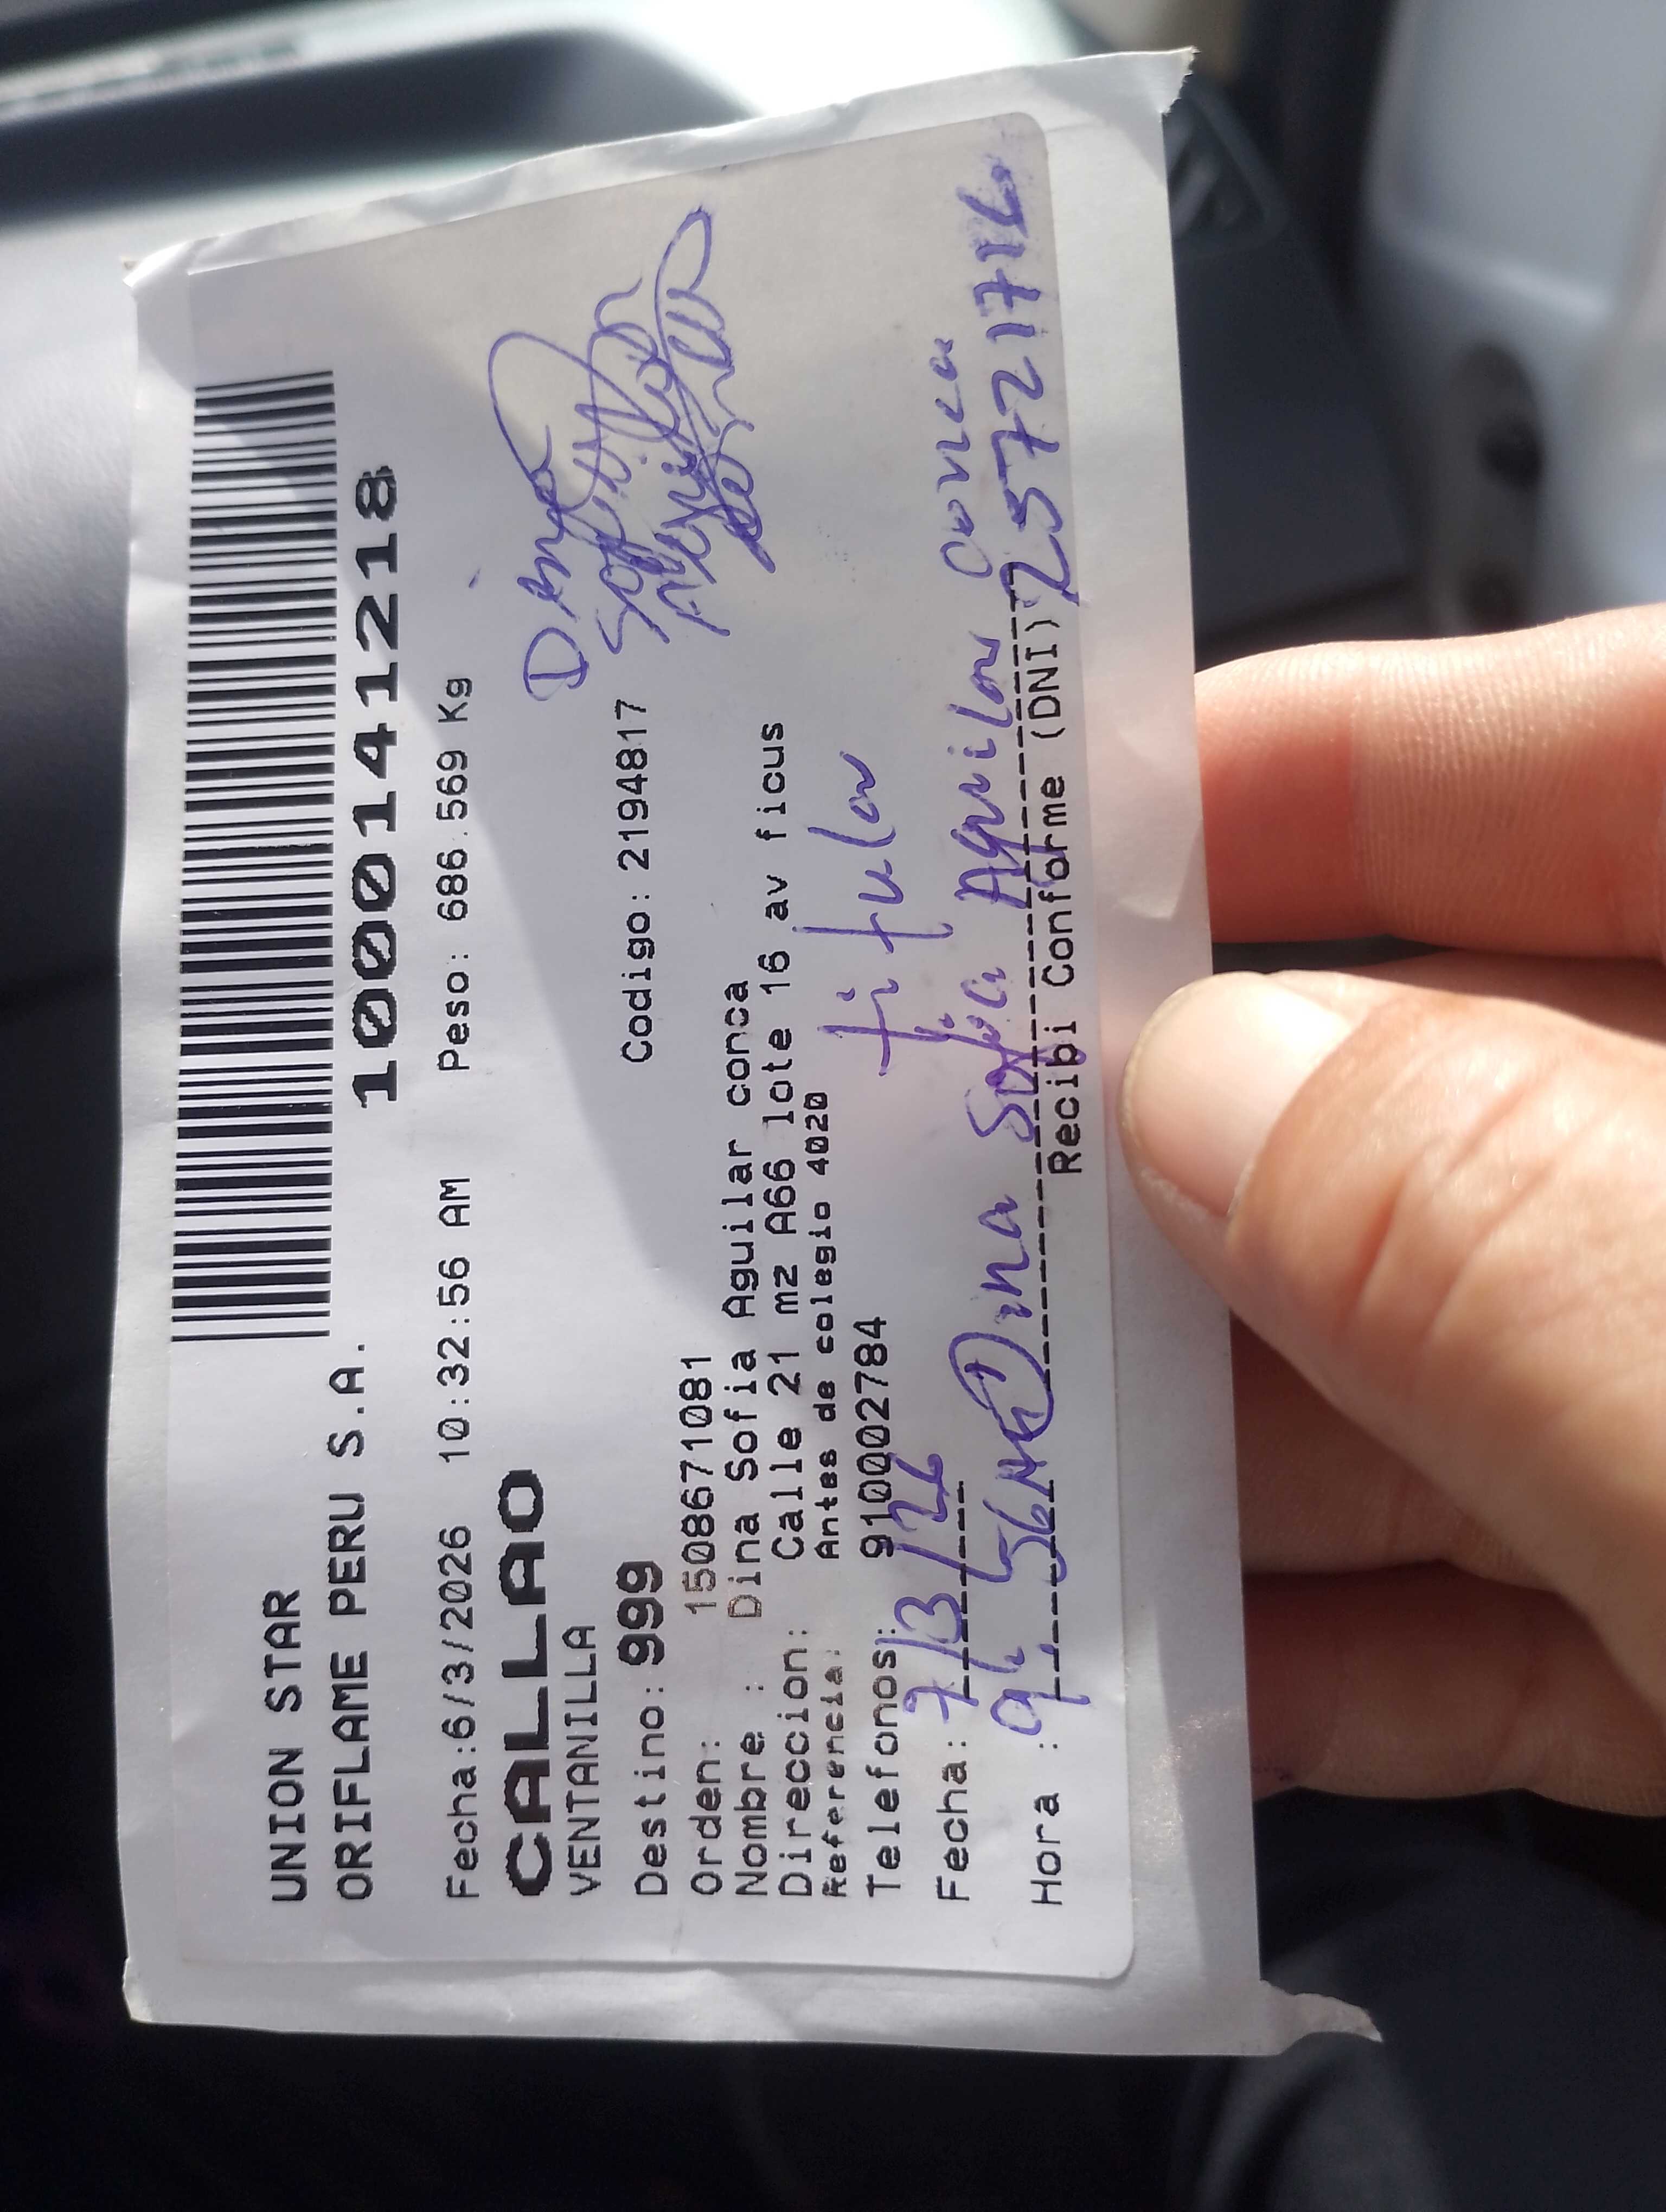 UNION STAR
ORIFLAME PERU S.A.
1000141218
Fecha:6/3/2026 10:32:56 AM Peso: 686.569 Kg
CALLAO
VENTANILLA
Destino: 999 Codigo: 2194817
Dina
Sofia
Aguilar
Orden: 1508671081
Nombre : Dina Sofia Aguilar conca
Direccion: Calle 21 mz A66 lote 16 av ficus
Referencia: Antes de colegio 4020
Telefonos: 910002784
titular
Fecha: 7/3/26
Dina Sofia Aguilar conca
Hora : 9:56
Recibi Conforme (DNI) 25721716